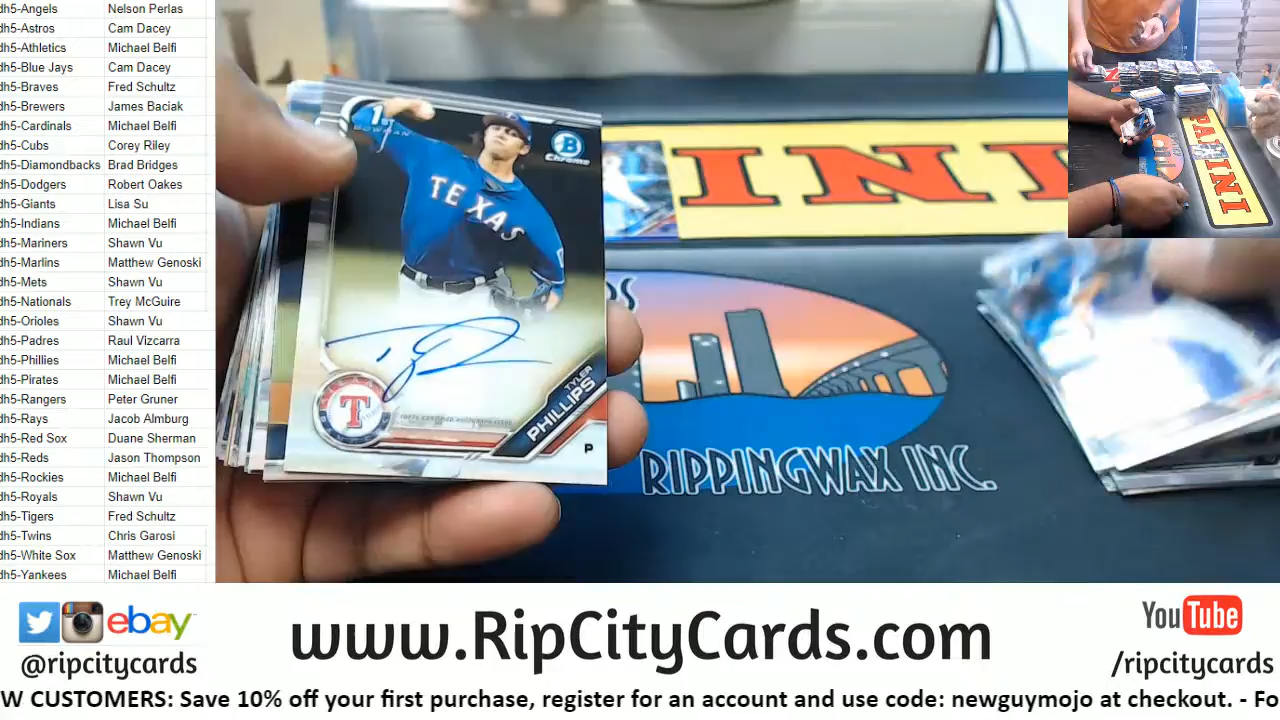 dh5-Angels Nelson Perlas
dh5-Astros Cam Dacey
dh5-Athletics Michael Belfi
dh5-Blue Jays Cam Dacey
dh5-Braves Fred Schultz
dh5-Brewers James Baciak
dh5-Cardinals Michael Belfi
dh5-Cubs Corey Riley
dh5-Diamondbacks Brad Bridges
dh5-Dodgers Robert Oakes
dh5-Giants Lisa Su
dh5-Indians Michael Belfi
dh5-Mariners Shawn Vu
dh5-Marlins Matthew Genoski
dh5-Mets Shawn Vu
dh5-Nationals Trey McGuire
dh5-Orioles Shawn Vu
dh5-Padres Raul Vizcarra
dh5-Phillies Michael Belfi
dh5-Pirates Michael Belfi
dh5-Rangers Peter Gruner
dh5-Rays Jacob Almburg
dh5-Red Sox Duane Sherman
dh5-Reds Jason Thompson
dh5-Rockies Michael Belfi
dh5-Royals Shawn Vu
dh5-Tigers Fred Schultz
dh5-Twins Chris Garosi
dh5-White Sox Matthew Genoski
dh5-Yankees Michael Belfi
1ST
BOWMAN
B
Chrome
TEXAS
T
TOPPS CERTIFIED AUTOGRAPH ISSUE
TYLER
PHILLIPS
P
INI
RIPPINGWAX INC.
PANINI
ebay
@ripcitycards
www.RipCityCards.com
YouTube
/ripcitycards
W CUSTOMERS: Save 10% off your first purchase, register for an account and use code: newguymojo at checkout. - Fo